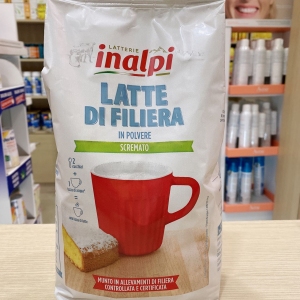 LATTERIE
inalpi
LATTE
DI FILIERA
IN POLVERE
SCREMATO
MUNTO IN ALLEVAMENTI DI FILIERA
CONTROLLATA E CERTIFICATA